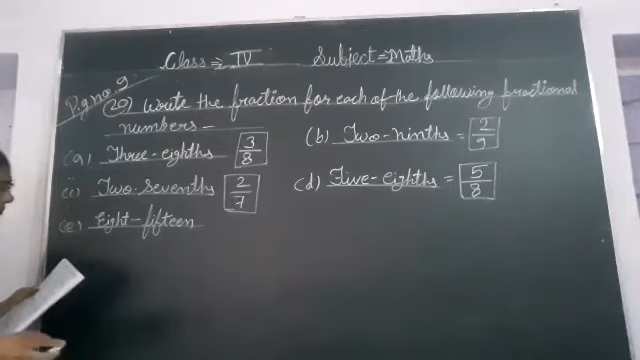 Class ⇒ IV Subject = Maths
Pg no. 9
(20) Write the fraction for each of the following fractional
numbers -
(a) Three-eighths 3/8 (b) Two-ninths = 2/9
(c) Two-Sevenths 2/7 (d) Five-eighths = 5/8
(e) Eight-fifteen